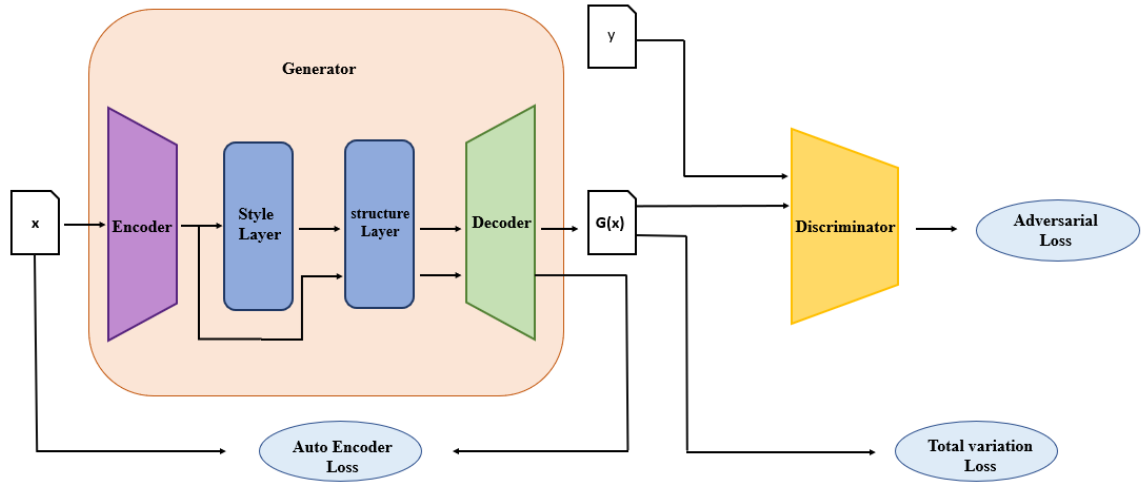 Generator
y
x
Encoder
Style
Layer
structure
Layer
Decoder
G(x)
Discriminator
Adversarial
Loss
Auto Encoder
Loss
Total variation
Loss